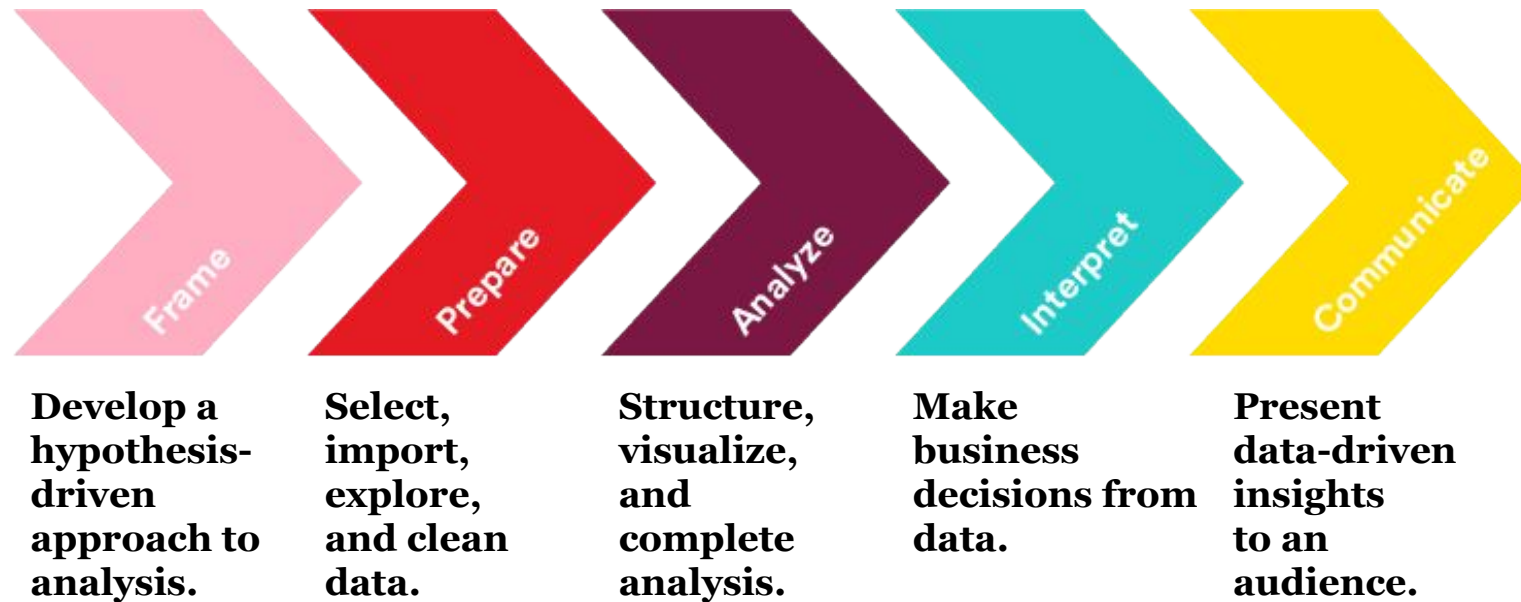 Frame
Prepare
Analyze
Interpret
Communicate
Develop a
hypothesis-
driven
approach to
analysis.
Select,
import,
explore,
and clean
data.
Structure,
visualize,
and
complete
analysis.
Make
business
decisions from
data.
Present
data-driven
insights
to an
audience.